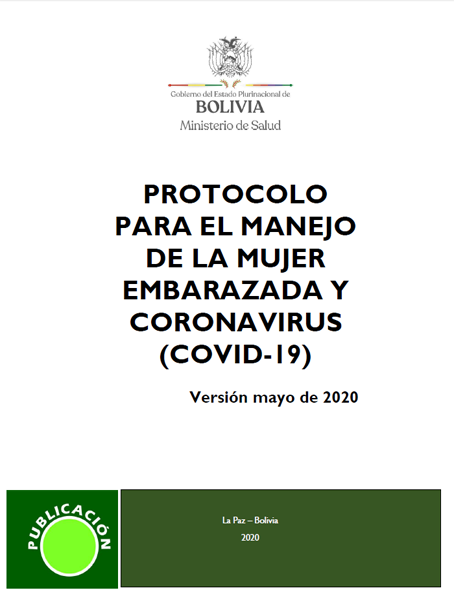 Gobierno del Estado Plurinacional de
BOLIVIA
Ministerio de Salud
PROTOCOLO
PARA EL MANEJO
DE LA MUJER
EMBARAZADA Y
CORONAVIRUS
(COVID-19)
Versión mayo de 2020
PUBLICACIÓN
La Paz – Bolivia
2020